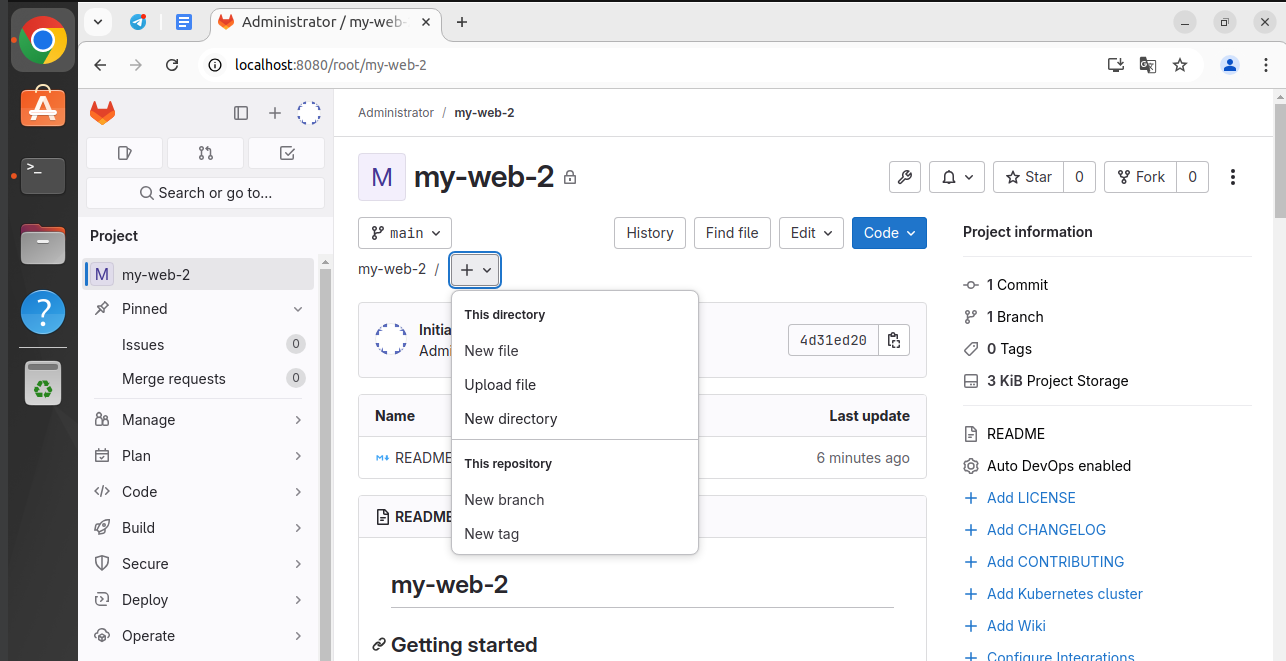 Administrator / my-web-
localhost:8080/root/my-web-2
Search or go to...
Project
M my-web-2
Pinned
Issues 0
Merge requests 0
Manage
Plan
Code
Build
Secure
Deploy
Operate
Administrator / my-web-2
M my-web-2
Star 0
Fork 0
main
History
Find file
Edit
Code
my-web-2 /
This directory
New file
Upload file
New directory
This repository
New branch
New tag
4d31ed20
Name Last update
README 6 minutes ago
README
my-web-2
Getting started
Project information
1 Commit
1 Branch
0 Tags
3 KiB Project Storage
README
Auto DevOps enabled
Add LICENSE
Add CHANGELOG
Add CONTRIBUTING
Add Kubernetes cluster
Add Wiki
Configure Integrations